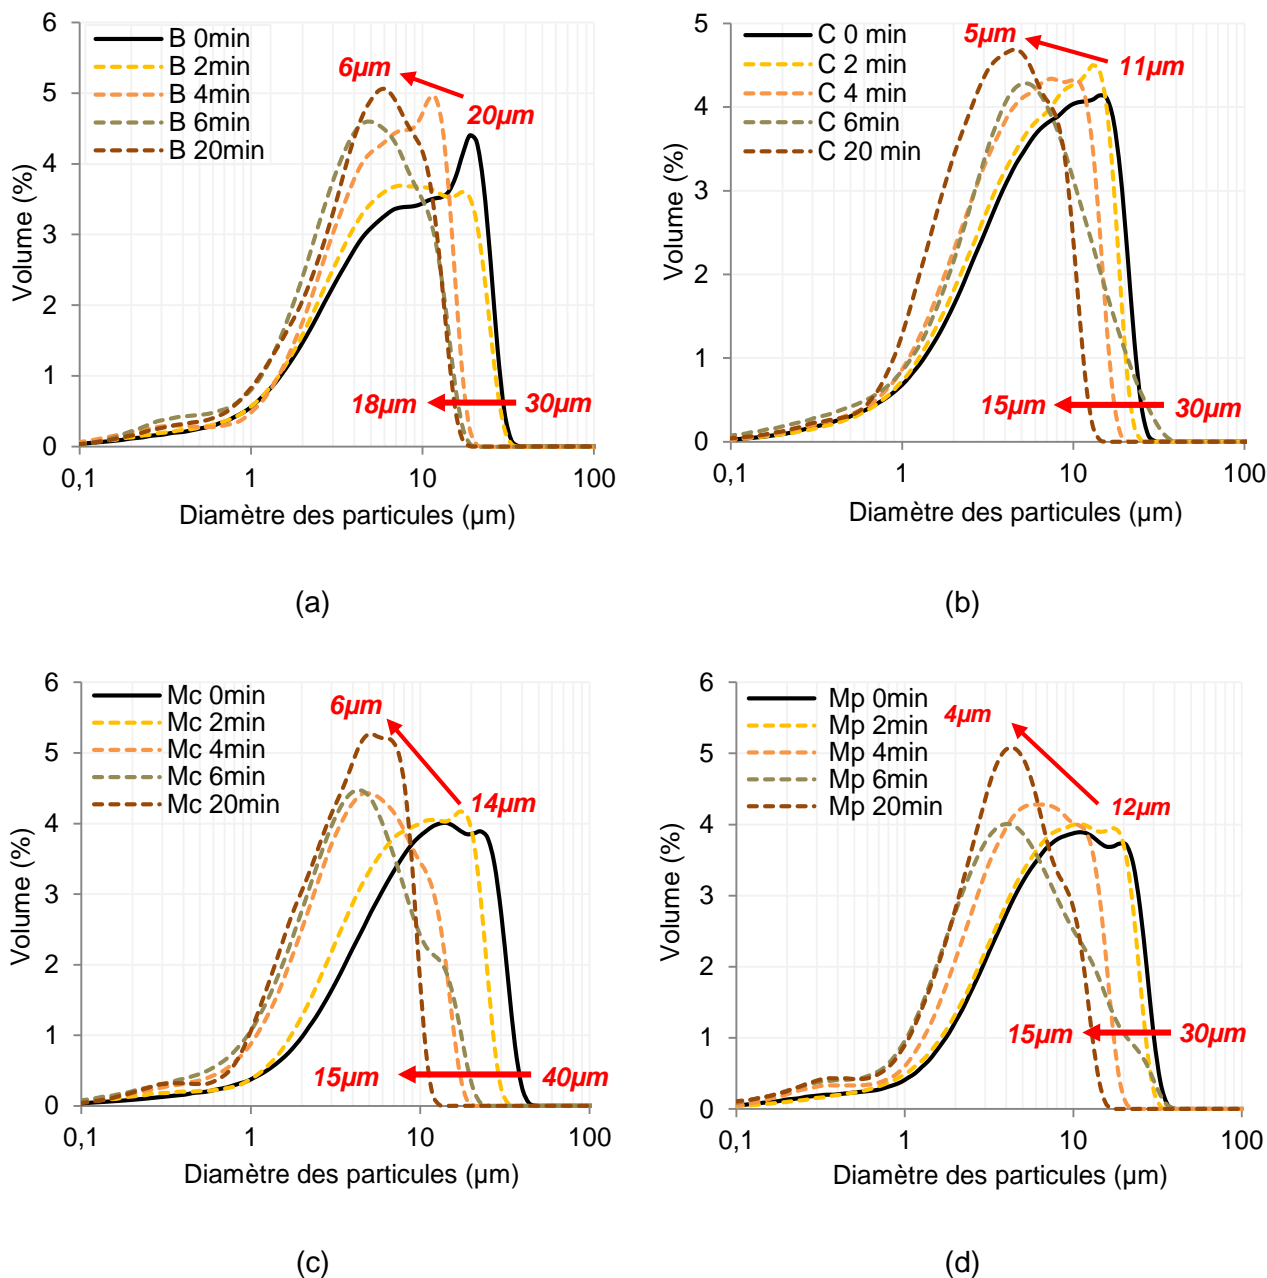 6
5
4
3
2
1
0
Volume (%)
B 0min
B 2min
B 4min
B 6min
B 20min
6µm
20µm
18µm
30µm
0,1
1
10
100
Diamètre des particules (µm)
(a)
5
4
3
2
1
0
Volume (%)
C 0 min
C 2 min
C 4 min
C 6min
C 20 min
5µm
11µm
15µm
30µm
0,1
1
10
100
Diamètre des particules (µm)
(b)
6
5
4
3
2
1
0
Volume (%)
Mc 0min
Mc 2min
Mc 4min
Mc 6min
Mc 20min
6µm
14µm
15µm
40µm
0,1
1
10
100
Diamètre des particules (µm)
(c)
6
5
4
3
2
1
0
Volume (%)
Mp 0min
Mp 2min
Mp 4min
Mp 6min
Mp 20min
4µm
12µm
15µm
30µm
0,1
1
10
100
Diamètre des particules (µm)
(d)